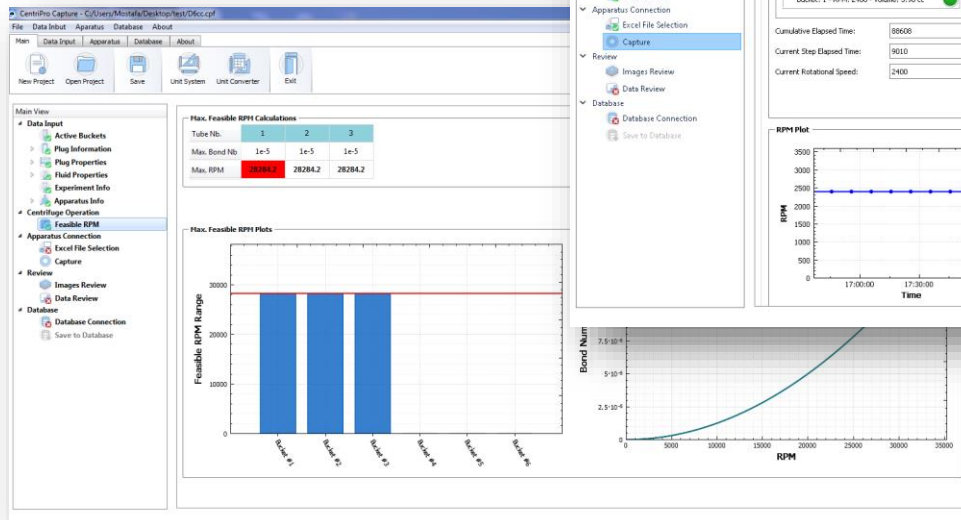 CentriPro Capture - C:/Users/Mostafa/Desktop/test/Dficc.cpf
File Data Inbut Aparatus Database About
Main Data Input Apparatus Database About
New Project Open Project Save Unit System Unit Converter Exit
Main View
Data Input
Active Buckets
Plug Information
Plug Properties
Fluid Properties
Experiment Info
Apparatus Info
Centrifuge Operation
Feasible RPM
Apparatus Connection
Excel File Selection
Capture
Review
Images Review
Data Review
Database
Database Connection
Save to Database
Max. Feasible RPM Calculations
Tube Nb. 1 2 3
Max. Bond Nb 1e-5 1e-5 1e-5
Max. RPM 28284.2 28284.2 28284.2
Max. Feasible RPM Plots
Feasible RPM Range
30000
20000
10000
0
Bucket #1 Bucket #2 Bucket #3 Bucket #4 Bucket #5 Bucket #6
Apparatus Connection
Excel File Selection
Capture
Review
Images Review
Data Review
Database
Database Connection
Save to Database
Cumulative Elapsed Time: 88608
Current Step Elapsed Time: 9010
Current Rotational Speed: 2400
RPM Plot
RPM
3500
3000
2500
2000
1500
1000
500
0
17:00:00 17:30:00
Time
Bond Num
7.5·10⁻⁶
5·10⁻⁶
2.5·10⁻⁶
0
0 5000 10000 15000 20000 25000 30000 35000
RPM